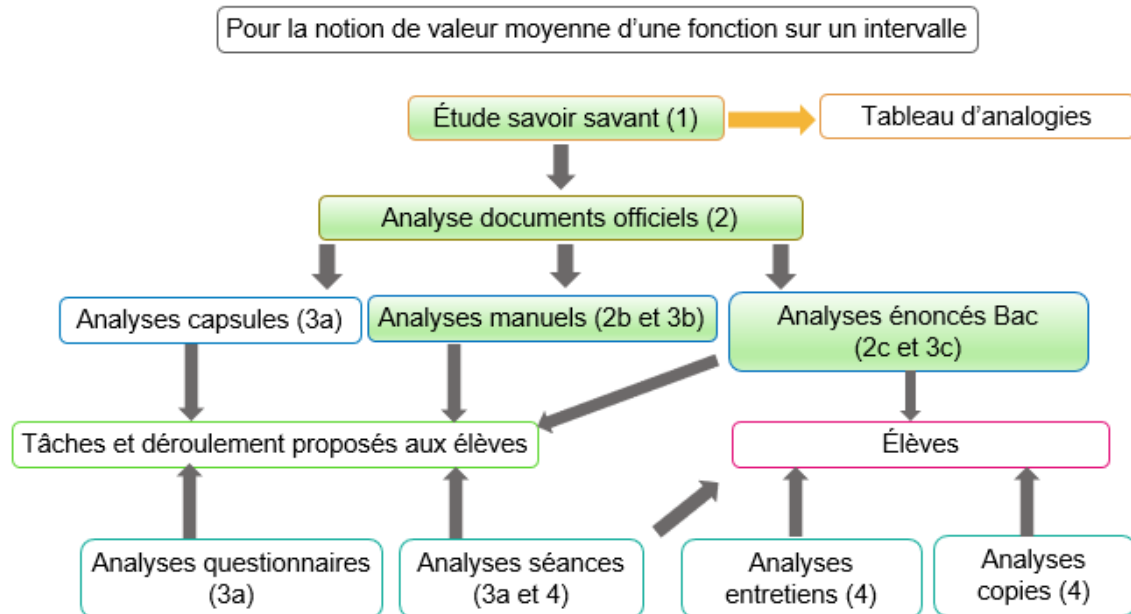 Pour la notion de valeur moyenne d’une fonction sur un intervalle
Étude savoir savant (1)
Tableau d’analogies
Analyse documents officiels (2)
Analyses capsules (3a)
Analyses manuels (2b et 3b)
Analyses énoncés Bac
(2c et 3c)
Tâches et déroulement proposés aux élèves
Élèves
Analyses questionnaires
(3a)
Analyses séances
(3a et 4)
Analyses
entretiens (4)
Analyses
copies (4)